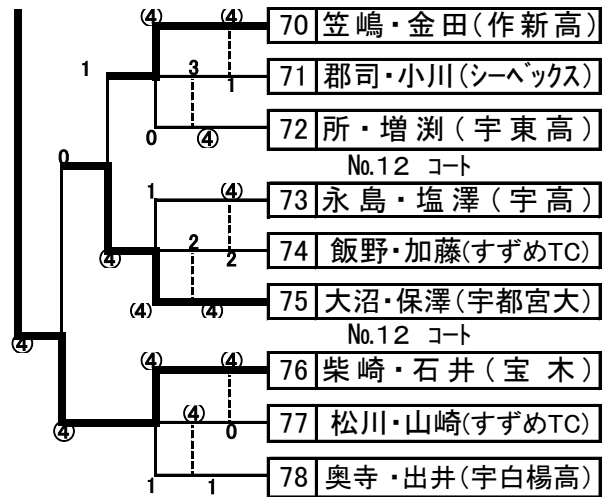 ④ ④
70 笠嶋・金田(作新高)
1 3
71 郡司・小川(シーベックス)
1
0 ④
72 所・増渕(宇東高)
No.12 コート
0
1 ④
73 永島・塩澤(宇高)
2
74 飯野・加藤(すずめTC)
④ 2
④ ④
75 大沼・保澤(宇都宮大)
No.12 コート
④
④ ④
76 柴崎・石井(宝木)
④
77 松川・山崎(すずめTC)
④ 0
78 奥寺・出井(宇白楊高)
1 1